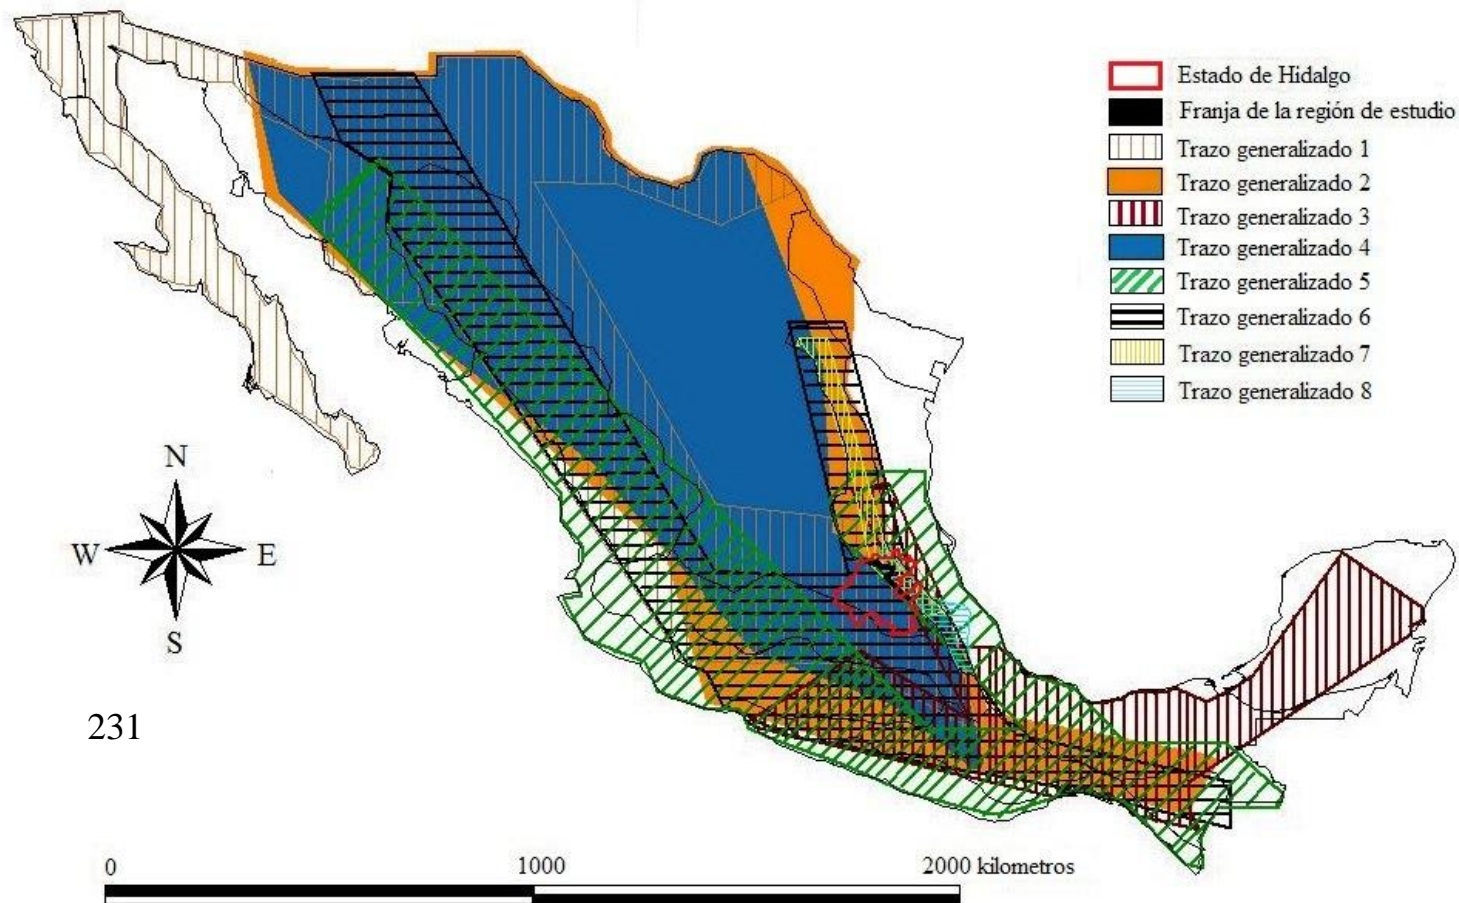 Estado de Hidalgo
Franja de la región de estudio
Trazo generalizado 1
Trazo generalizado 2
Trazo generalizado 3
Trazo generalizado 4
Trazo generalizado 5
Trazo generalizado 6
Trazo generalizado 7
Trazo generalizado 8
N
W E
S
231
0 1000 2000 kilometros